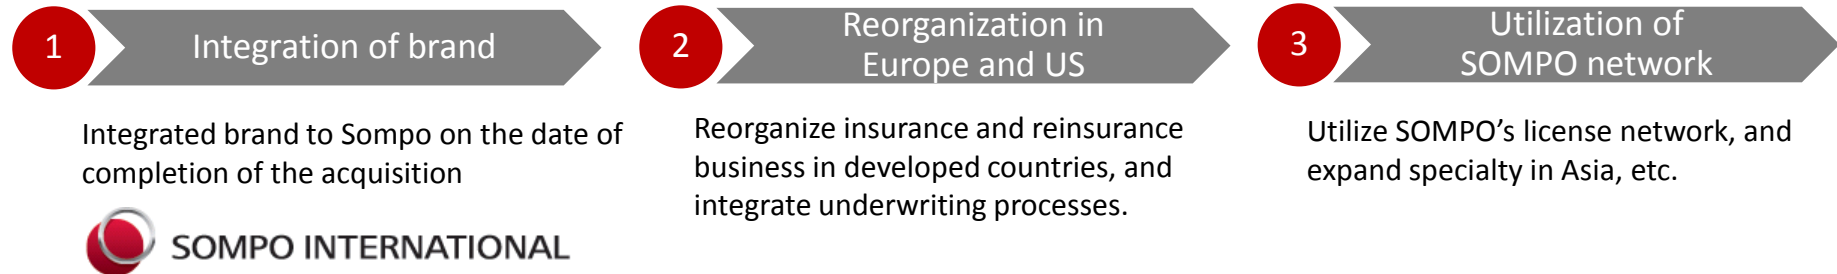 1
Integration of brand
Integrated brand to Sompo on the date of
completion of the acquisition
SOMPO INTERNATIONAL
2
Reorganization in
Europe and US
Reorganize insurance and reinsurance
business in developed countries, and
integrate underwriting processes.
3
Utilization of
SOMPO network
Utilize SOMPO’s license network, and
expand specialty in Asia, etc.